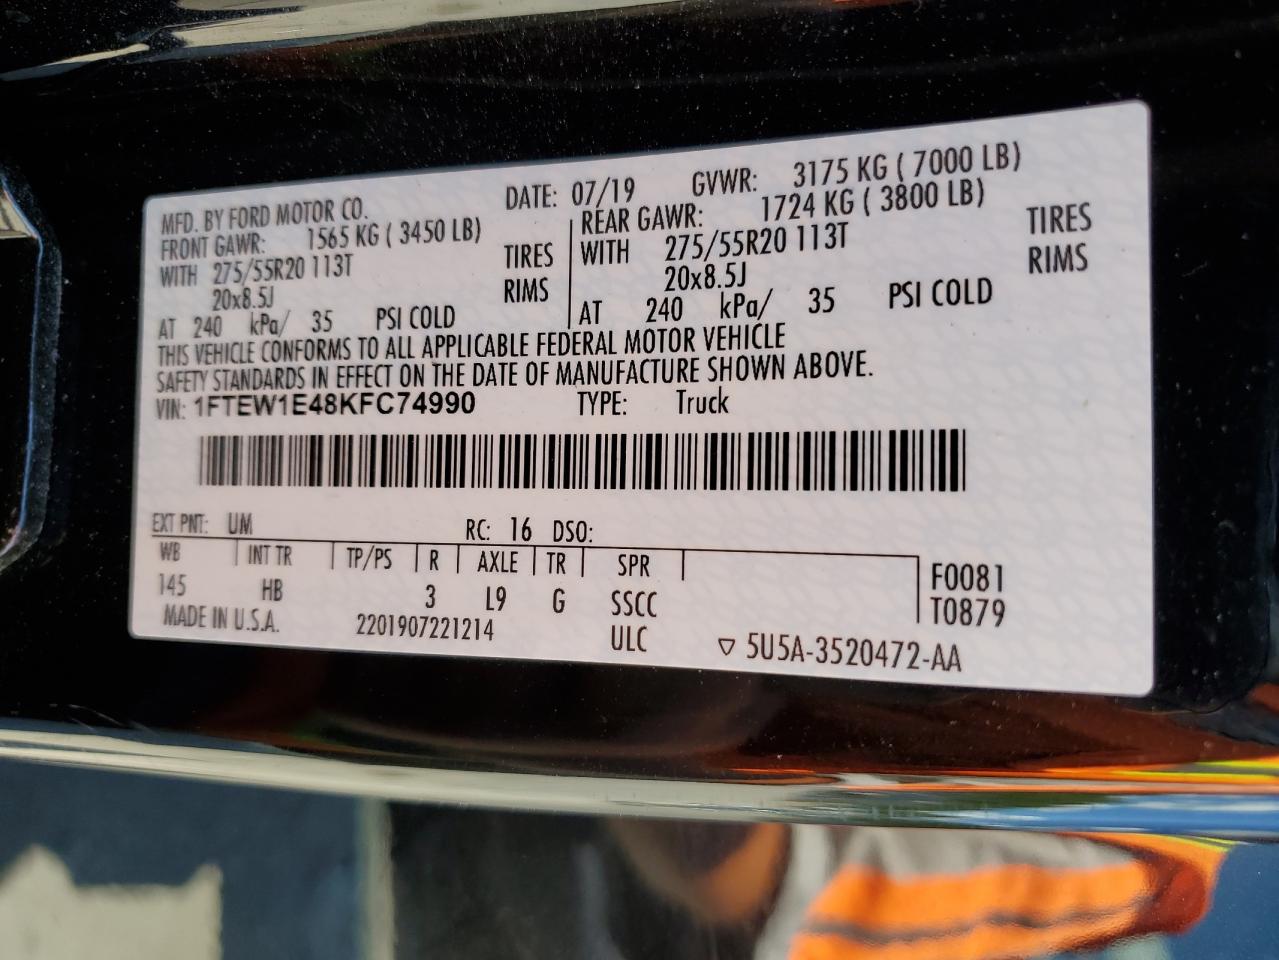 MFD. BY FORD MOTOR CO. DATE: 07/19 GVWR: 3175 KG ( 7000 LB)
FRONT GAWR: 1565 KG ( 3450 LB) REAR GAWR: 1724 KG ( 3800 LB)
WITH 275/55R20 113T TIRES WITH 275/55R20 113T TIRES
20x8.5J RIMS 20x8.5J RIMS
AT 240 kPa/ 35 PSI COLD AT 240 kPa/ 35 PSI COLD
THIS VEHICLE CONFORMS TO ALL APPLICABLE FEDERAL MOTOR VEHICLE
SAFETY STANDARDS IN EFFECT ON THE DATE OF MANUFACTURE SHOWN ABOVE.
VIN: 1FTEW1E48KFC74990 TYPE: Truck
EXT PNT: UM RC: 16 DSO:
WB INT TR TP/PS R AXLE TR SPR
145 HB 3 L9 G SSCC
ULC
F0081
T0879
MADE IN U.S.A. 2201907221214 ▽ 5U5A-3520472-AA